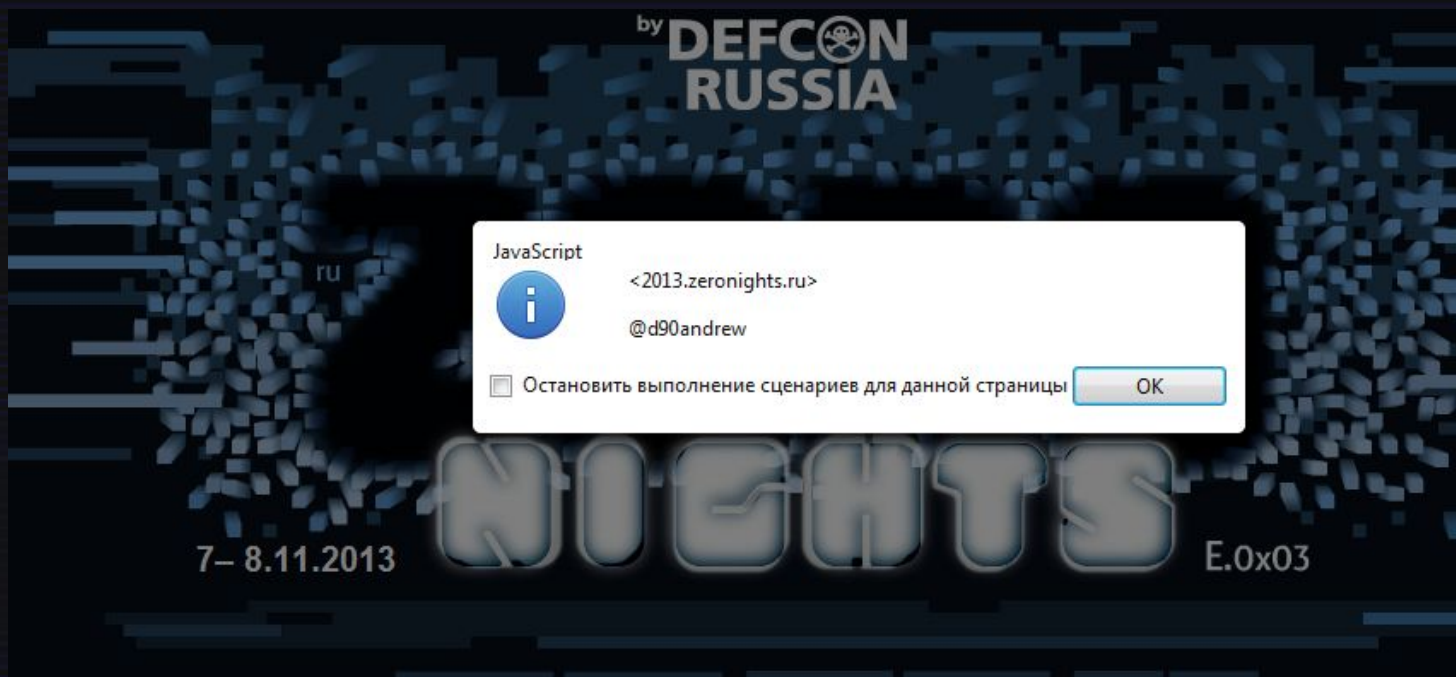 by DEFCON
RUSSIA
ru
JavaScript
<2013.zeronights.ru>
@d90andrew
Остановить выполнение сценариев для данной страницы
OK
NIGHTS
7– 8.11.2013
E.0x03